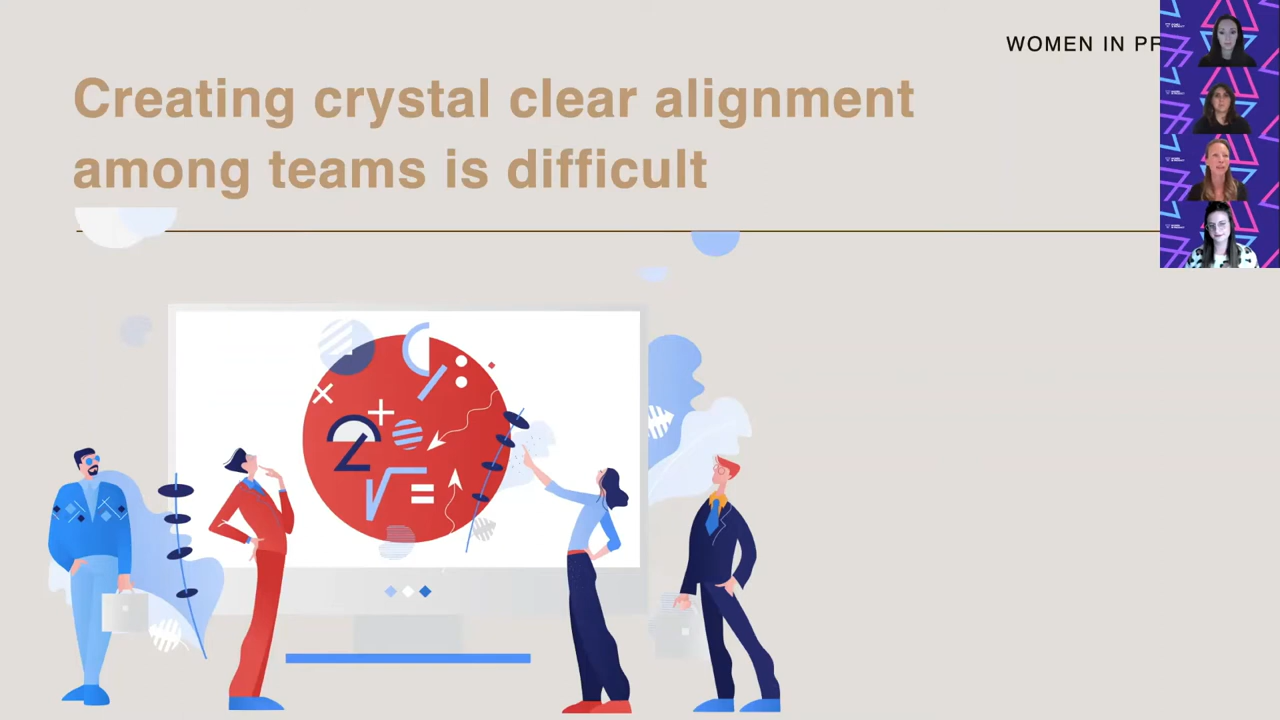 WOMEN IN PR
Creating crystal clear alignment
among teams is difficult